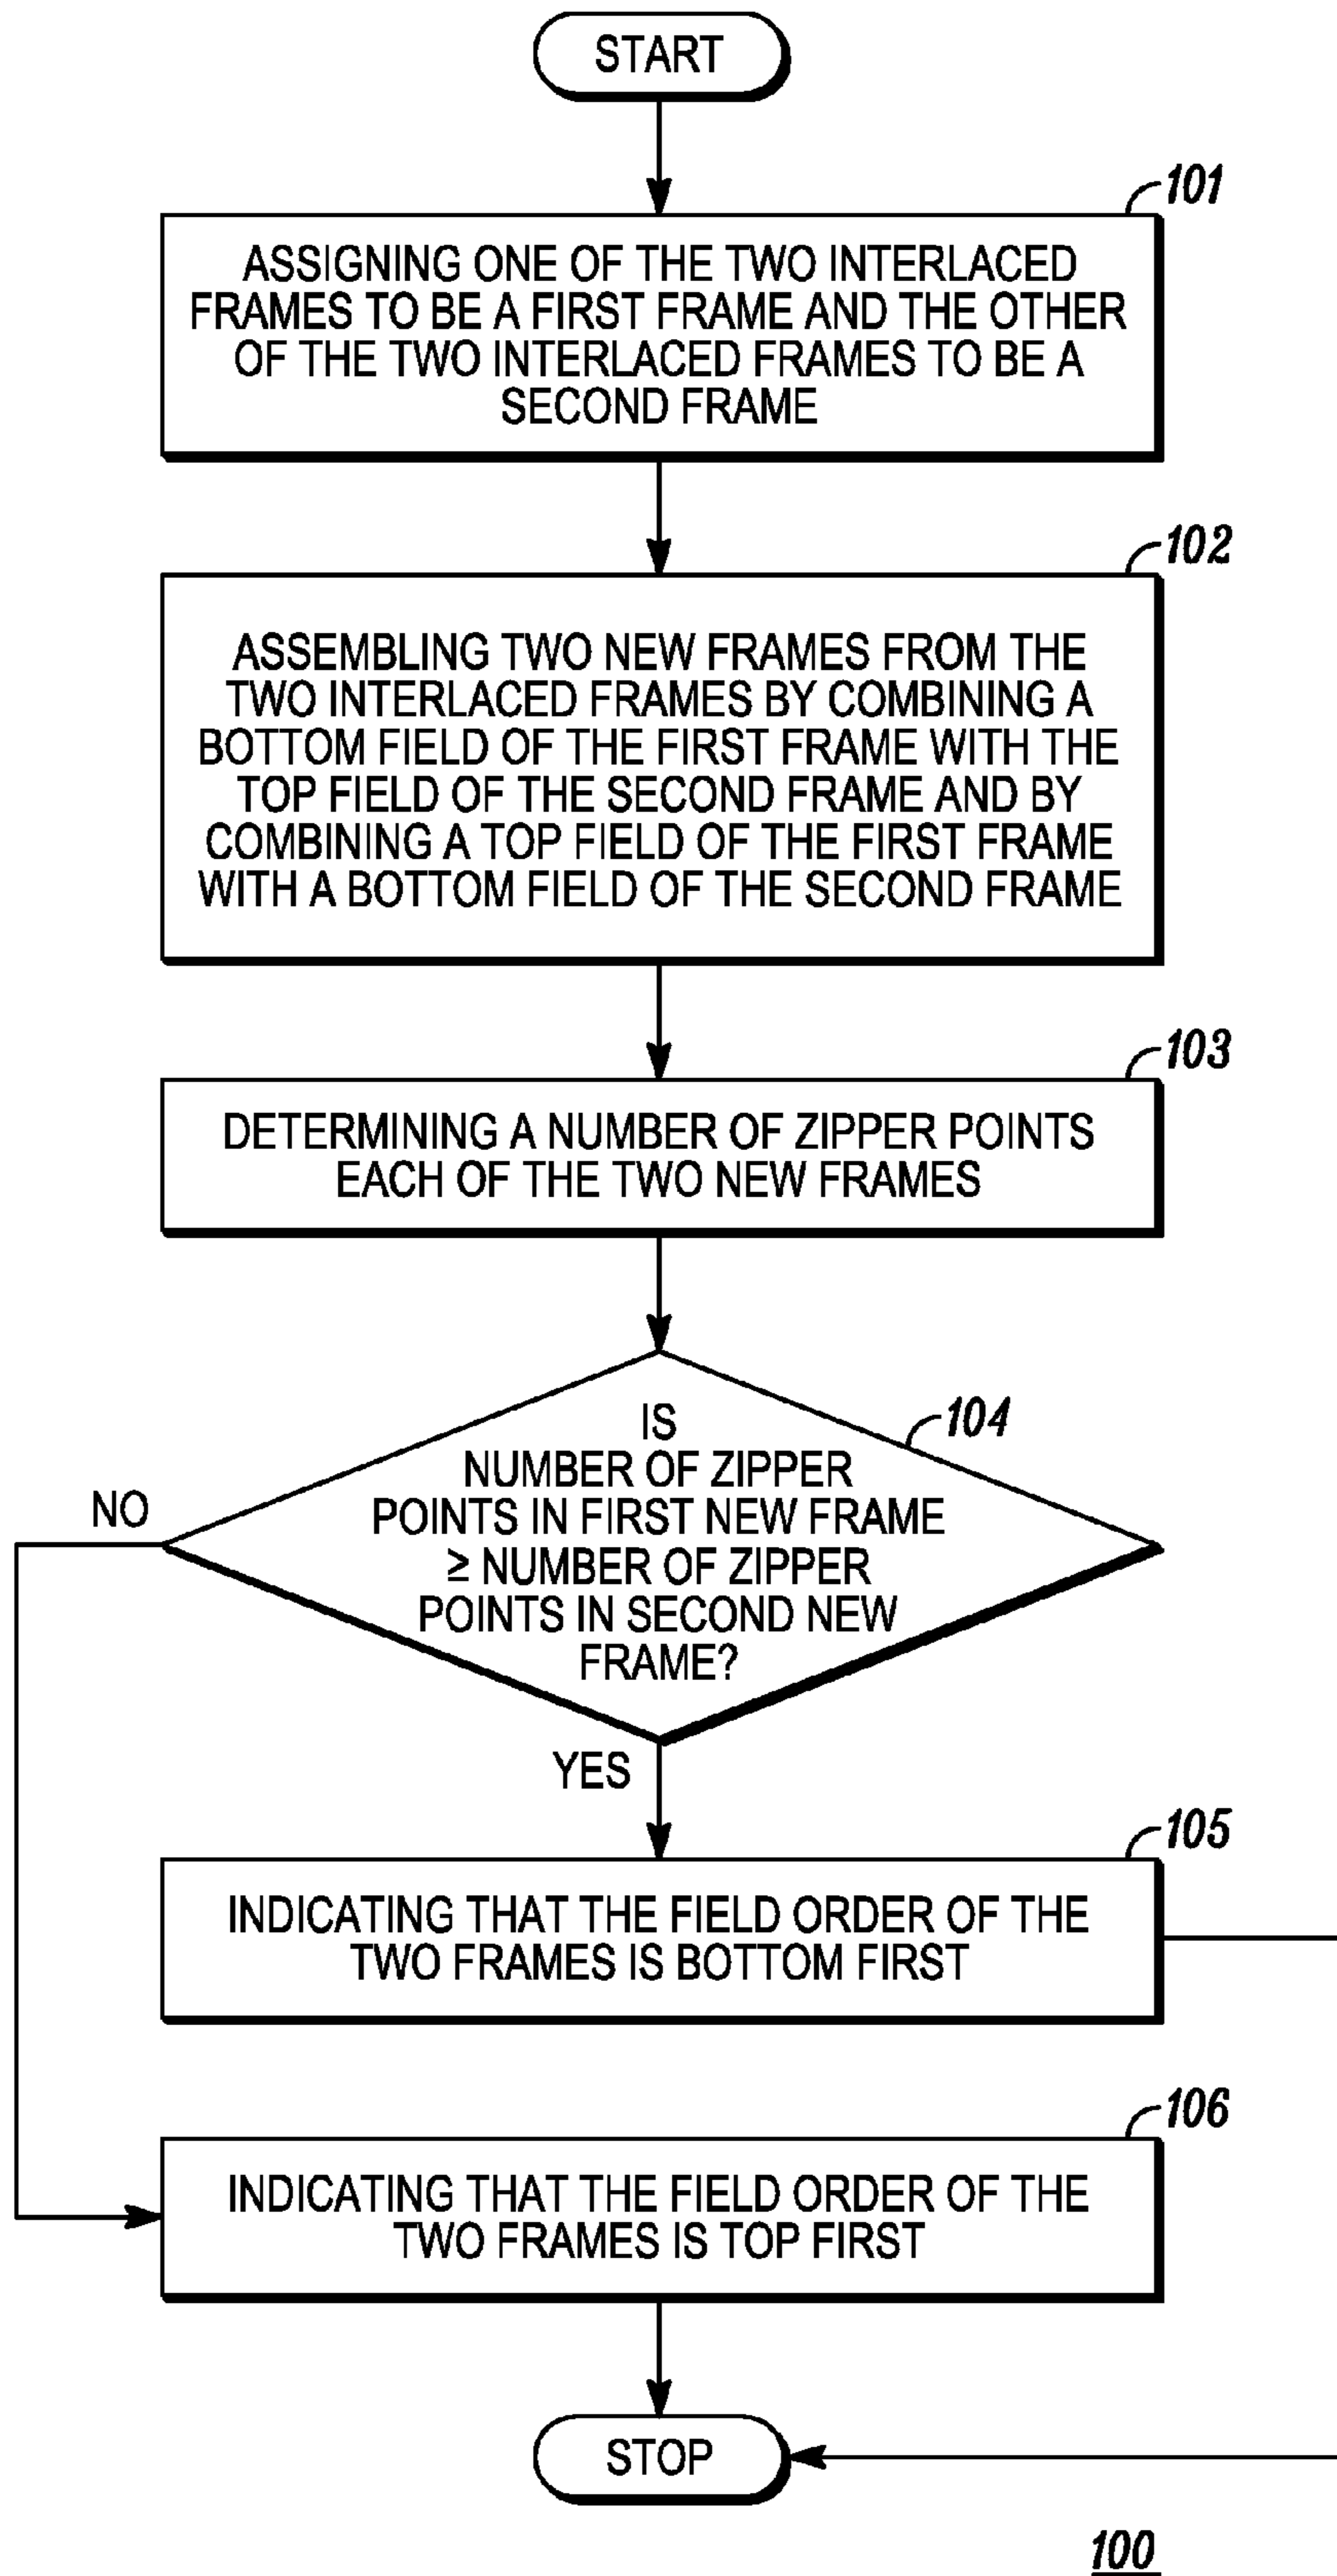 START
101
ASSIGNING ONE OF THE TWO INTERLACED
FRAMES TO BE A FIRST FRAME AND THE OTHER
OF THE TWO INTERLACED FRAMES TO BE A
SECOND FRAME
102
ASSEMBLING TWO NEW FRAMES FROM THE
TWO INTERLACED FRAMES BY COMBINING A
BOTTOM FIELD OF THE FIRST FRAME WITH THE
TOP FIELD OF THE SECOND FRAME AND BY
COMBINING A TOP FIELD OF THE FIRST FRAME
WITH A BOTTOM FIELD OF THE SECOND FRAME
103
DETERMINING A NUMBER OF ZIPPER POINTS
EACH OF THE TWO NEW FRAMES
104
IS
NUMBER OF ZIPPER
POINTS IN FIRST NEW FRAME
≥ NUMBER OF ZIPPER
POINTS IN SECOND NEW
FRAME?
NO
YES
105
INDICATING THAT THE FIELD ORDER OF THE
TWO FRAMES IS BOTTOM FIRST
106
INDICATING THAT THE FIELD ORDER OF THE
TWO FRAMES IS TOP FIRST
STOP
100